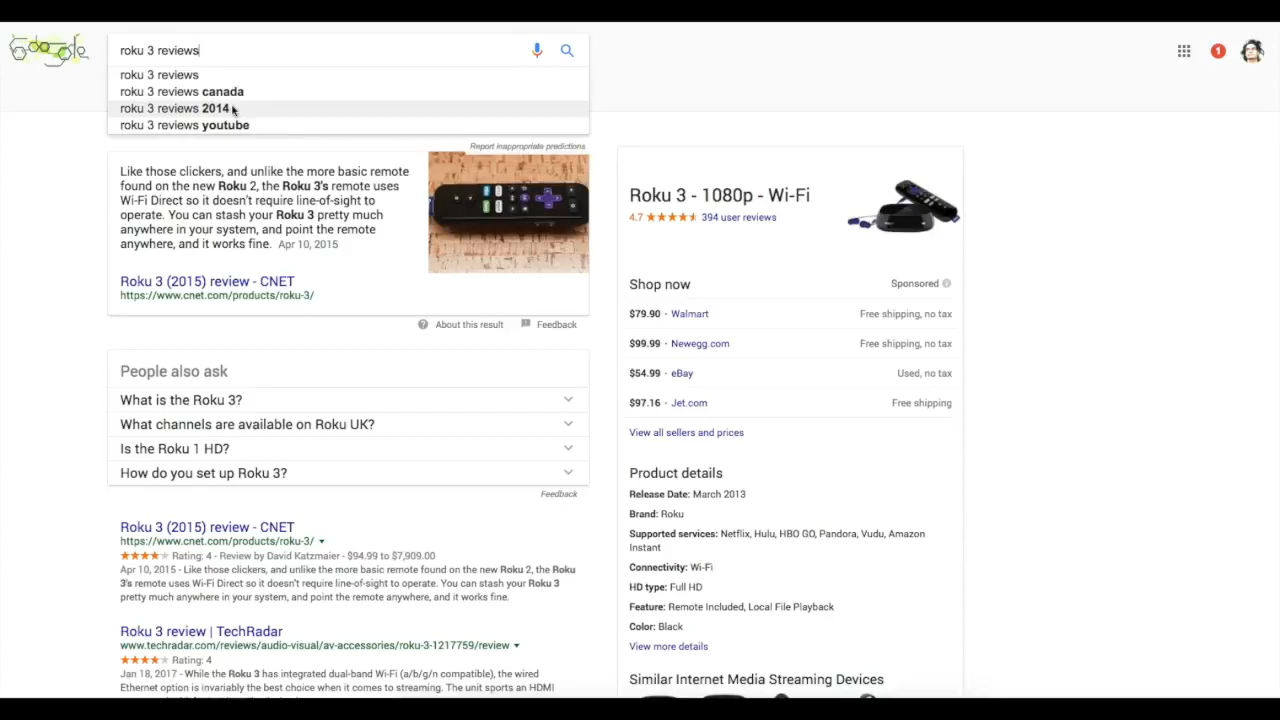 roku 3 reviews
1
roku 3 reviews
roku 3 reviews canada
roku 3 reviews 2014
roku 3 reviews youtube
Report inappropriate predictions
Like those clickers, and unlike the more basic remote
found on the new Roku 2, the Roku 3's remote uses
Wi-Fi Direct so it doesn't require line-of-sight to
operate. You can stash your Roku 3 pretty much
anywhere in your system, and point the remote
anywhere, and it works fine. Apr 10, 2015
Roku 3 (2015) review - CNET
https://www.cnet.com/products/roku-3/
About this result
Feedback
People also ask
What is the Roku 3?
What channels are available on Roku UK?
Is the Roku 1 HD?
How do you set up Roku 3?
Feedback
Roku 3 (2015) review - CNET
https://www.cnet.com/products/roku-3/
Rating: 4 - Review by David Katzmaier - $94.99 to $7,909.00
Apr 10, 2015 - Like those clickers, and unlike the more basic remote found on the new Roku 2, the Roku
3's remote uses Wi-Fi Direct so it doesn't require line-of-sight to operate. You can stash your Roku 3
pretty much anywhere in your system, and point the remote anywhere, and it works fine.
Roku 3 review | TechRadar
www.techradar.com/reviews/audio-visual/av-accessories/roku-3-1217759/review
Rating: 4
Jan 18, 2017 - While the Roku 3 has integrated dual-band Wi-Fi (a/b/g/n compatible), the wired
Ethernet option is invariably the best choice when it comes to streaming. The unit sports an HDMI
Roku 3 - 1080p - Wi-Fi
4.7 394 user reviews
Shop now Sponsored
$79.90 · Walmart Free shipping, no tax
$99.99 · Newegg.com Free shipping, no tax
$54.99 · eBay Used, no tax
$97.16 · Jet.com Free shipping
View all sellers and prices
Product details
Release Date: March 2013
Brand: Roku
Supported services: Netflix, Hulu, HBO GO, Pandora, Vudu, Amazon
Instant
Connectivity: Wi-Fi
HD type: Full HD
Feature: Remote Included, Local File Playback
Color: Black
View more details
Similar Internet Media Streaming Devices